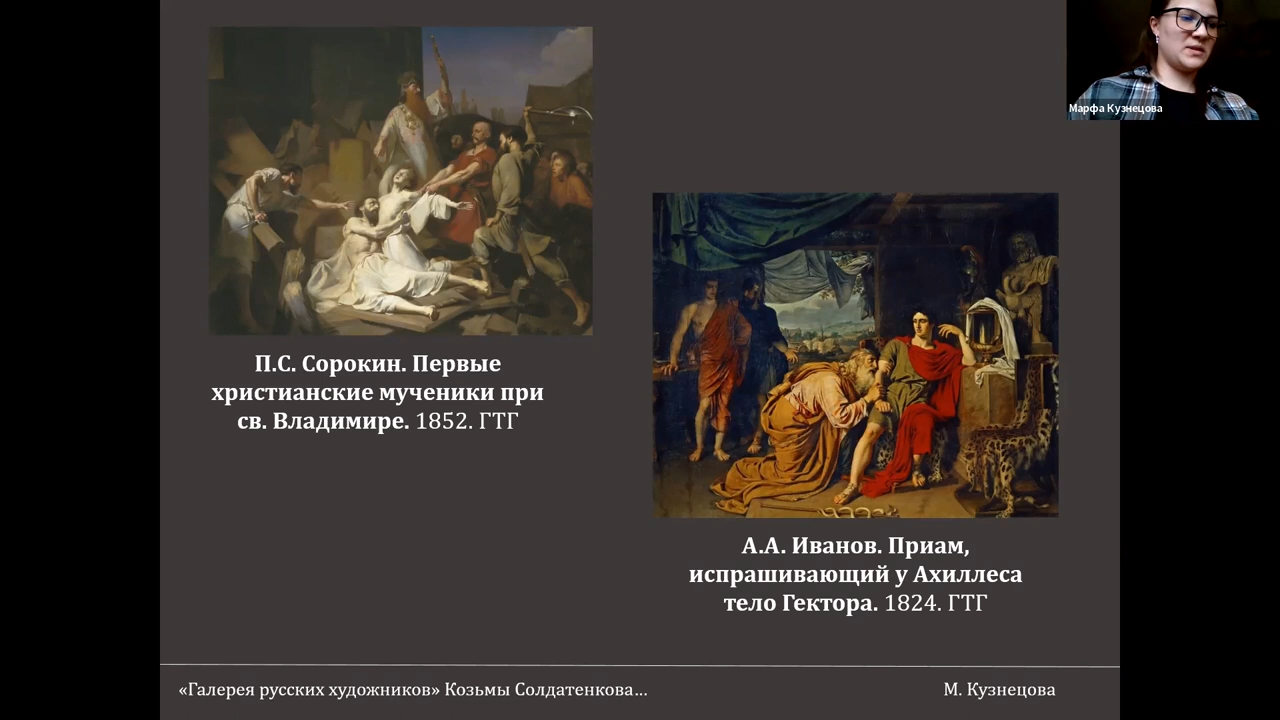 Марфа Кузнецова
П.С. Сорокин. Первые
христианские мученики при
св. Владимире. 1852. ГТГ
А.А. Иванов. Приам,
испрашивающий у Ахиллеса
тело Гектора. 1824. ГТГ
«Галерея русских художников» Козьмы Солдатенкова...
М. Кузнецова